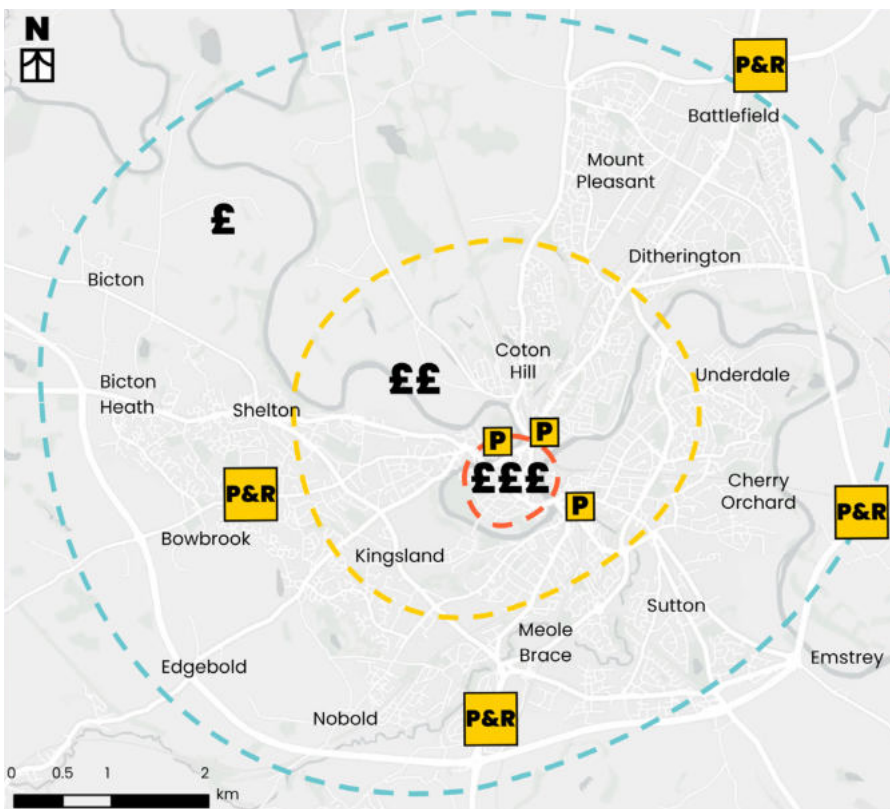 N
P&R
Battlefield
Mount
Pleasant
£
Ditherington
Bicton
Coton
Hill
££
Underdale
Bicton
Heath
Shelton
P
P
£££
Cherry
Orchard
P&R
P
P&R
Bowbrook
Kingsland
Sutton
Meole
Brace
Emstrey
Edgebold
P&R
Nobold
0 0.5 1 2
km